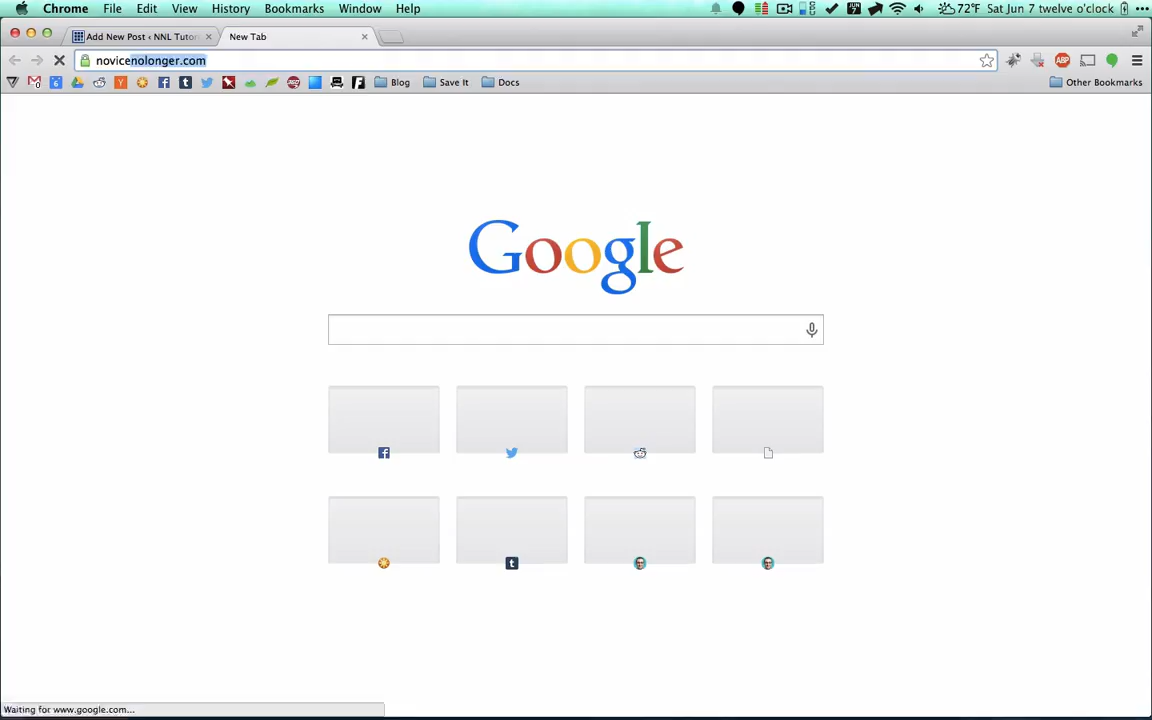 Chrome File Edit View History Bookmarks Window Help 72°F Sat Jun 7 twelve o'clock
Add New Post ‹ NNL Tutor New Tab
novicenolonger.com
Blog Save It Docs Other Bookmarks
Google
Waiting for www.google.com...